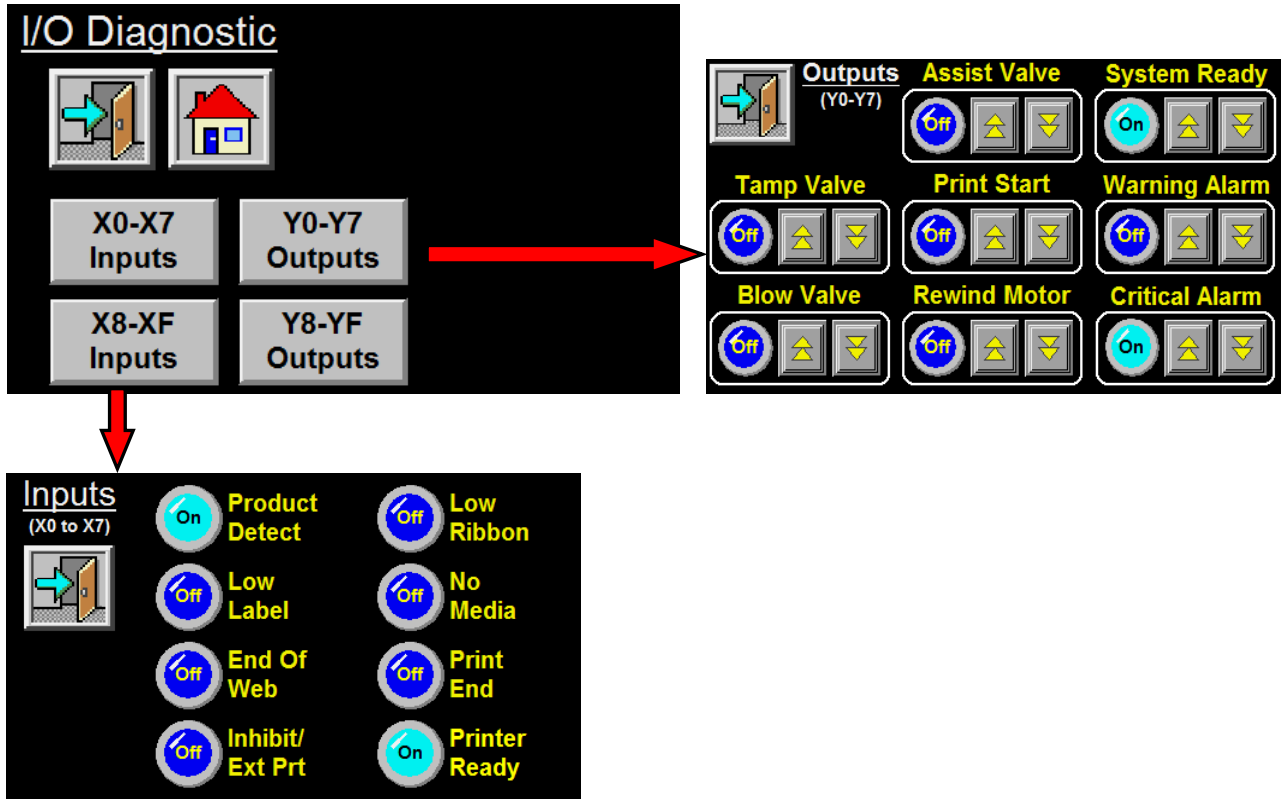 I/O Diagnostic
X0-X7
Inputs
Y0-Y7
Outputs
X8-XF
Inputs
Y8-YF
Outputs
Outputs
(Y0-Y7)
Assist Valve
Off
System Ready
On
Tamp Valve
Off
Print Start
Off
Warning Alarm
Off
Blow Valve
Off
Rewind Motor
Off
Critical Alarm
On
Inputs
(X0 to X7)
On
Product
Detect
Off
Low
Ribbon
Off
Low
Label
Off
No
Media
Off
End Of
Web
Off
Print
End
Off
Inhibit/
Ext Prt
On
Printer
Ready